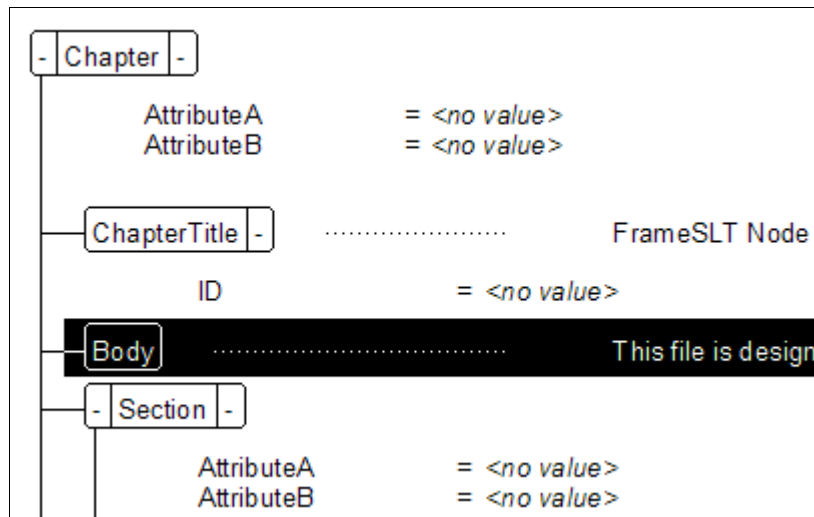 - Chapter -
AttributeA = <no value>
AttributeB = <no value>
ChapterTitle - ...................... FrameSLT Node
ID = <no value>
Body .................................... This file is design
- Section -
AttributeA = <no value>
AttributeB = <no value>